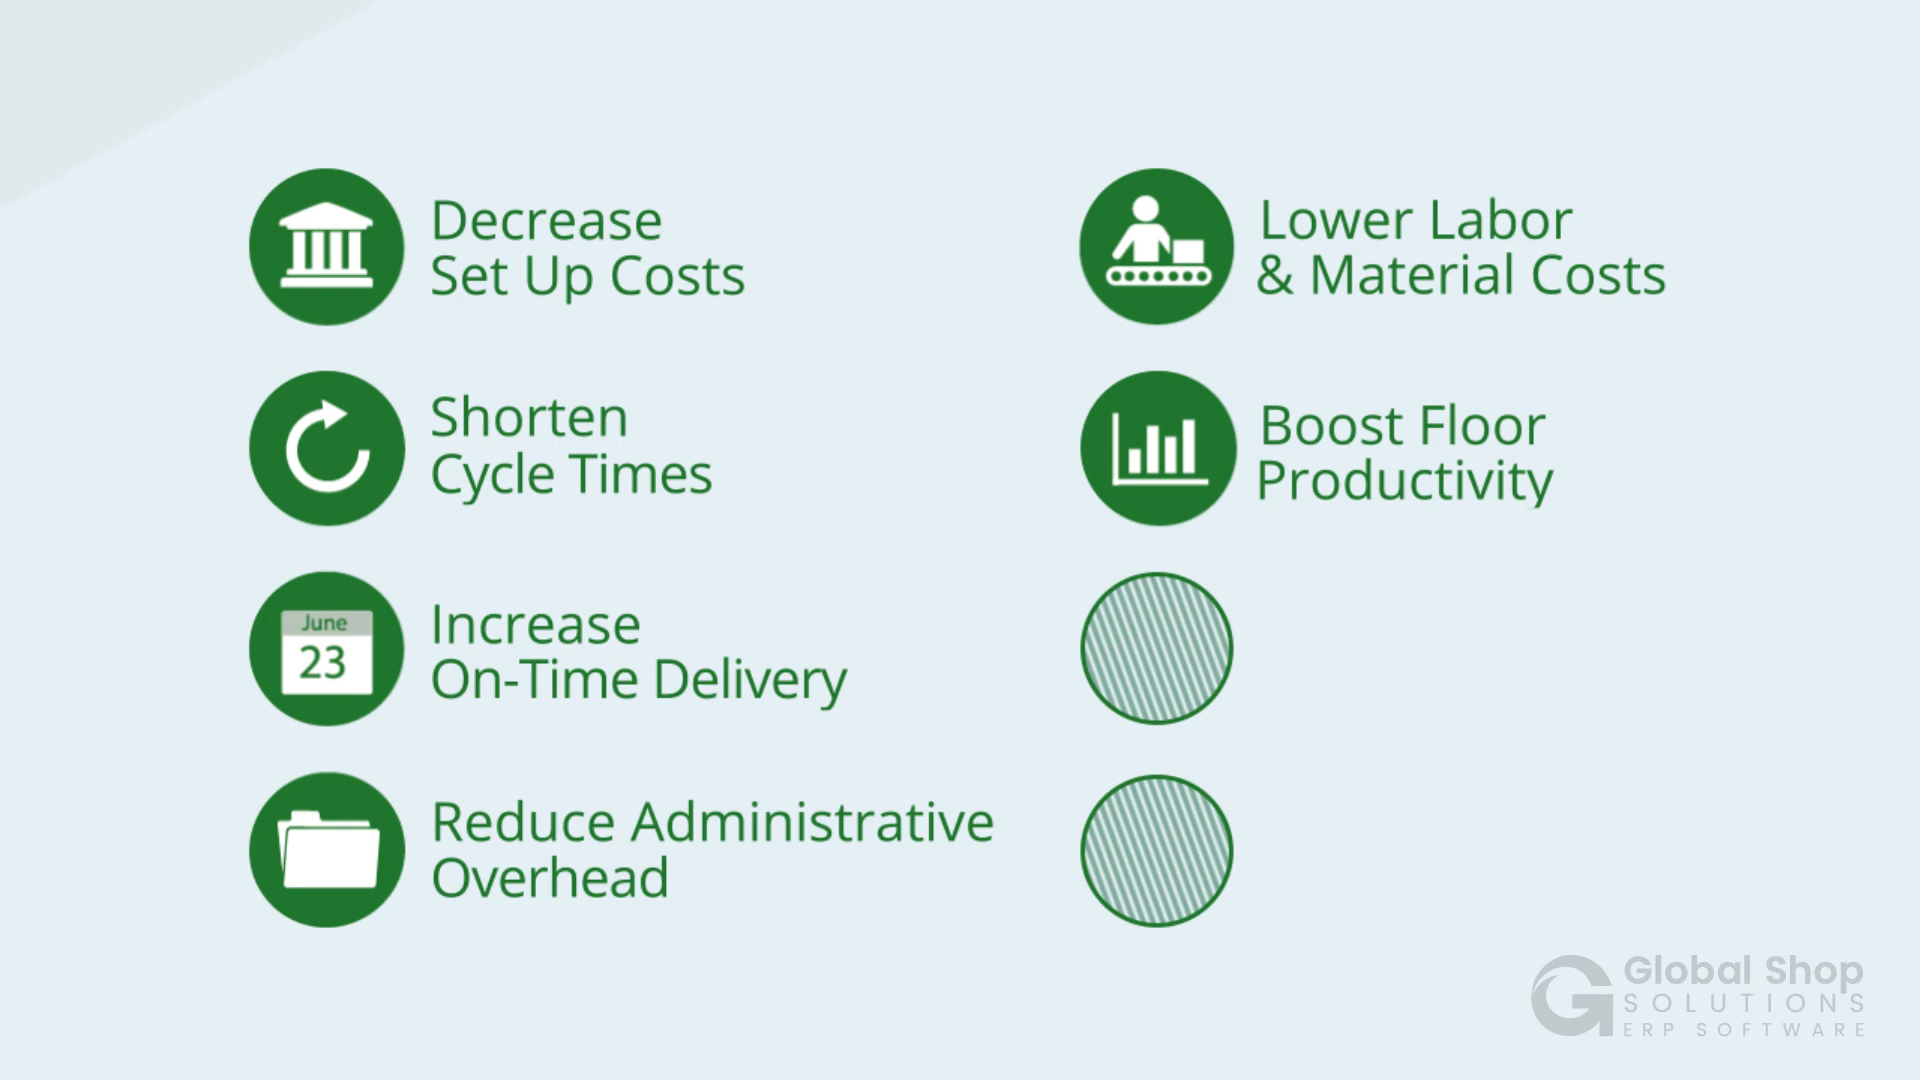 Decrease
Set Up Costs
Shorten
Cycle Times
June
23
Increase
On-Time Delivery
Reduce Administrative
Overhead
Lower Labor
& Material Costs
Boost Floor
Productivity
Global Shop
SOLUTIONS
ERP SOFTWARE